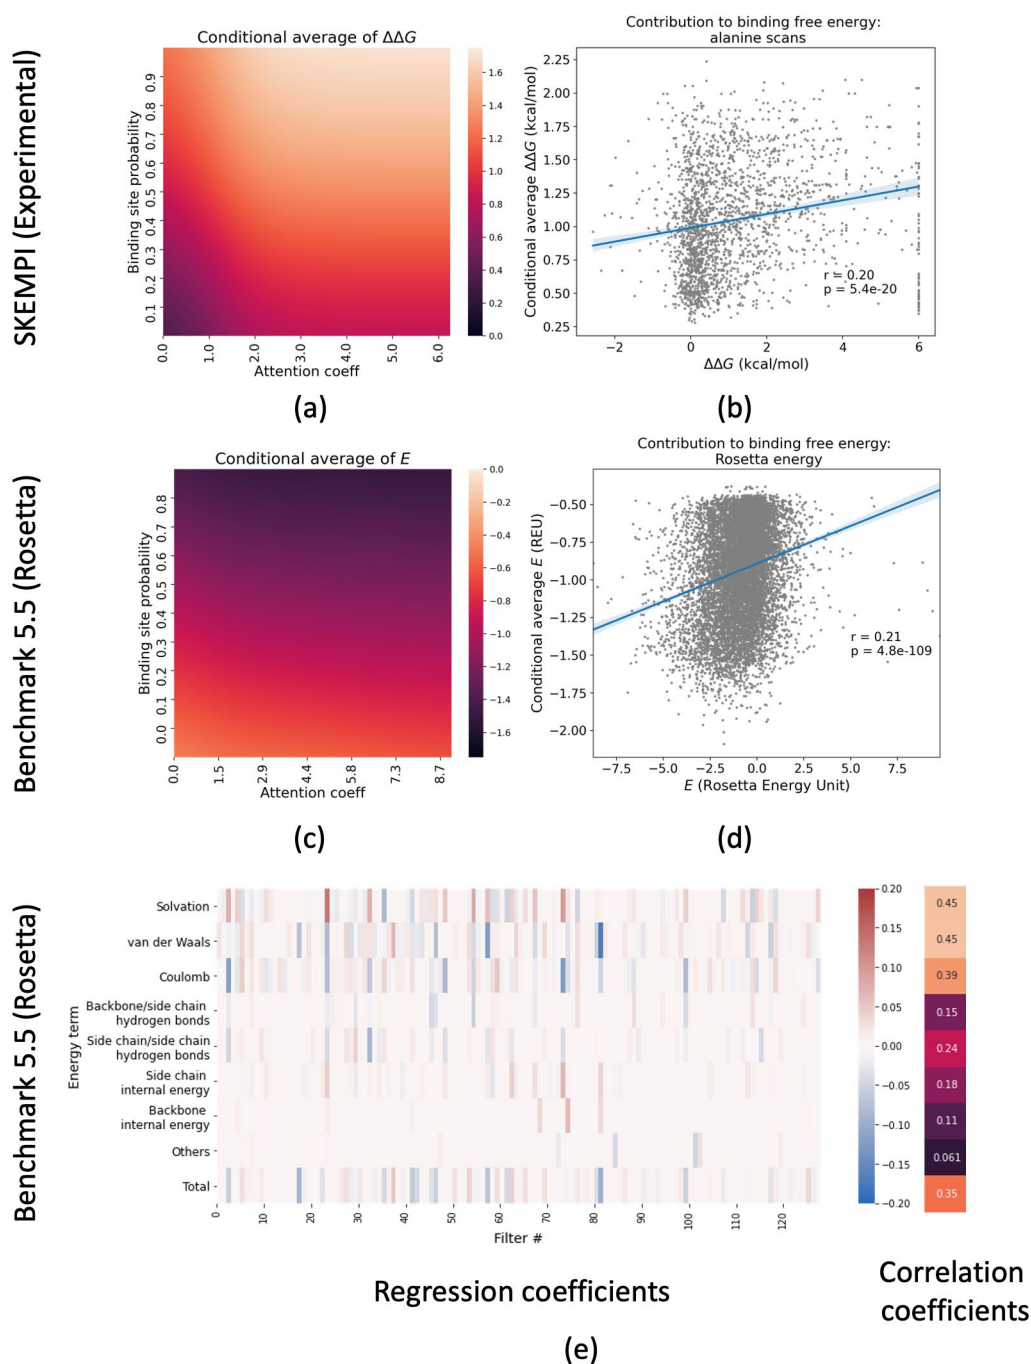 SKEMPI (Experimental)
Conditional average of ΔΔG
Binding site probability
0.9
0.8
0.7
0.6
0.5
0.4
0.3
0.2
0.1
0.0
1.0
2.0
3.0
4.0
5.0
6.0
Attention coeff
1.6
1.4
1.2
1.0
0.8
0.6
0.4
0.2
0.0
(a)
Contribution to binding free energy:
alanine scans
Conditional average ΔΔG (kcal/mol)
2.25
2.00
1.75
1.50
1.25
1.00
0.75
0.50
0.25
r = 0.20
p = 5.4e-20
−2
0
2
4
6
ΔΔG (kcal/mol)
(b)
Benchmark 5.5 (Rosetta)
Conditional average of E
Binding site probability
0.8
0.7
0.6
0.5
0.4
0.3
0.2
0.1
0.0
0.0
1.5
2.9
4.4
5.8
7.3
8.7
Attention coeff
0.0
−0.2
−0.4
−0.6
−0.8
−1.0
−1.2
−1.4
−1.6
(c)
Contribution to binding free energy:
Rosetta energy
Conditional average E (REU)
−0.50
−0.75
−1.00
−1.25
−1.50
−1.75
−2.00
r = 0.21
p = 4.8e-109
−7.5
−5.0
−2.5
0.0
2.5
5.0
7.5
E (Rosetta Energy Unit)
(d)
Benchmark 5.5 (Rosetta)
Energy term
Solvation
van der Waals
Coulomb
Backbone/side chain
hydrogen bonds
Side chain/side chain
hydrogen bonds
Side chain
internal energy
Backbone
internal energy
Others
Total
0
10
20
30
40
50
60
70
80
90
100
110
120
Filter #
0.20
0.15
0.10
0.05
0.00
−0.05
−0.10
−0.15
−0.20
0.45
0.45
0.39
0.15
0.24
0.18
0.11
0.061
0.35
Regression coefficients
Correlation
coefficients
(e)